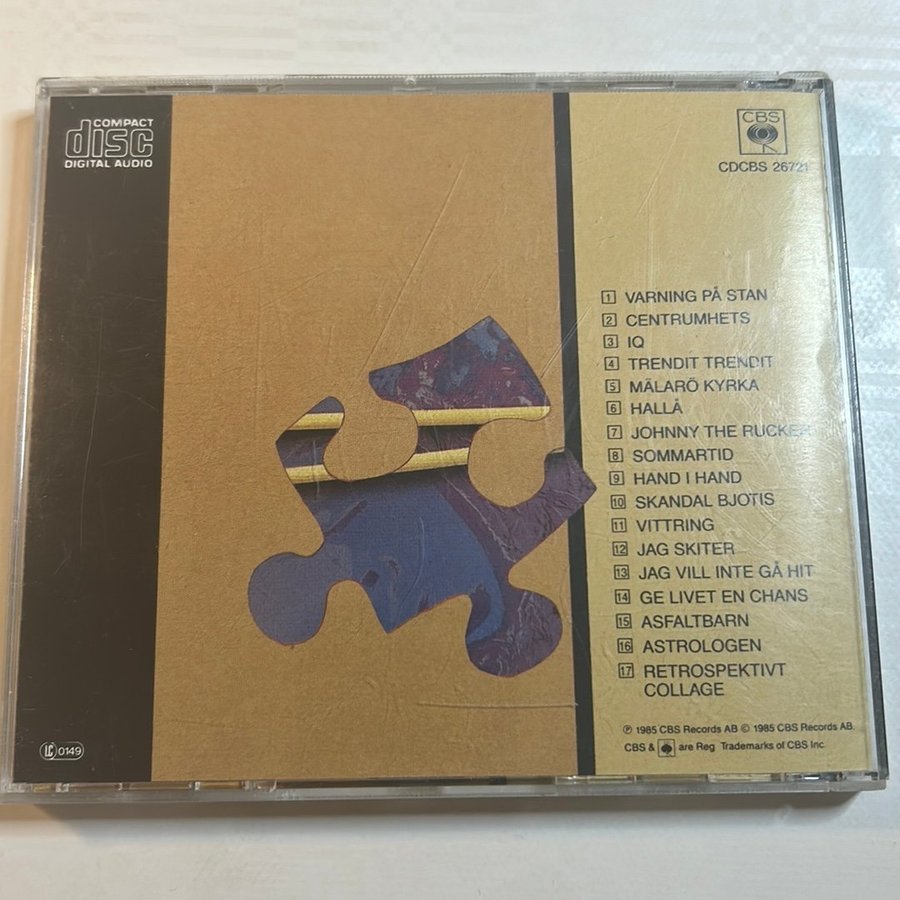 COMPACT
disc
DIGITAL AUDIO
CBS
CDCBS 26721
1 VARNING PÅ STAN
2 CENTRUMHETS
3 IQ
4 TRENDIT TRENDIT
5 MÄLARÖ KYRKA
6 HALLÅ
7 JOHNNY THE RUCKER
8 SOMMARTID
9 HAND I HAND
10 SKANDAL BJOTIS
11 VITTRING
12 JAG SKITER
13 JAG VILL INTE GÅ HIT
14 GE LIVET EN CHANS
15 ASFALTBARN
16 ASTROLOGEN
17 RETROSPEKTIVT
COLLAGE
℗ 1985 CBS Records AB © 1985 CBS Records AB.
CBS & are Reg Trademarks of CBS Inc
LC 0149